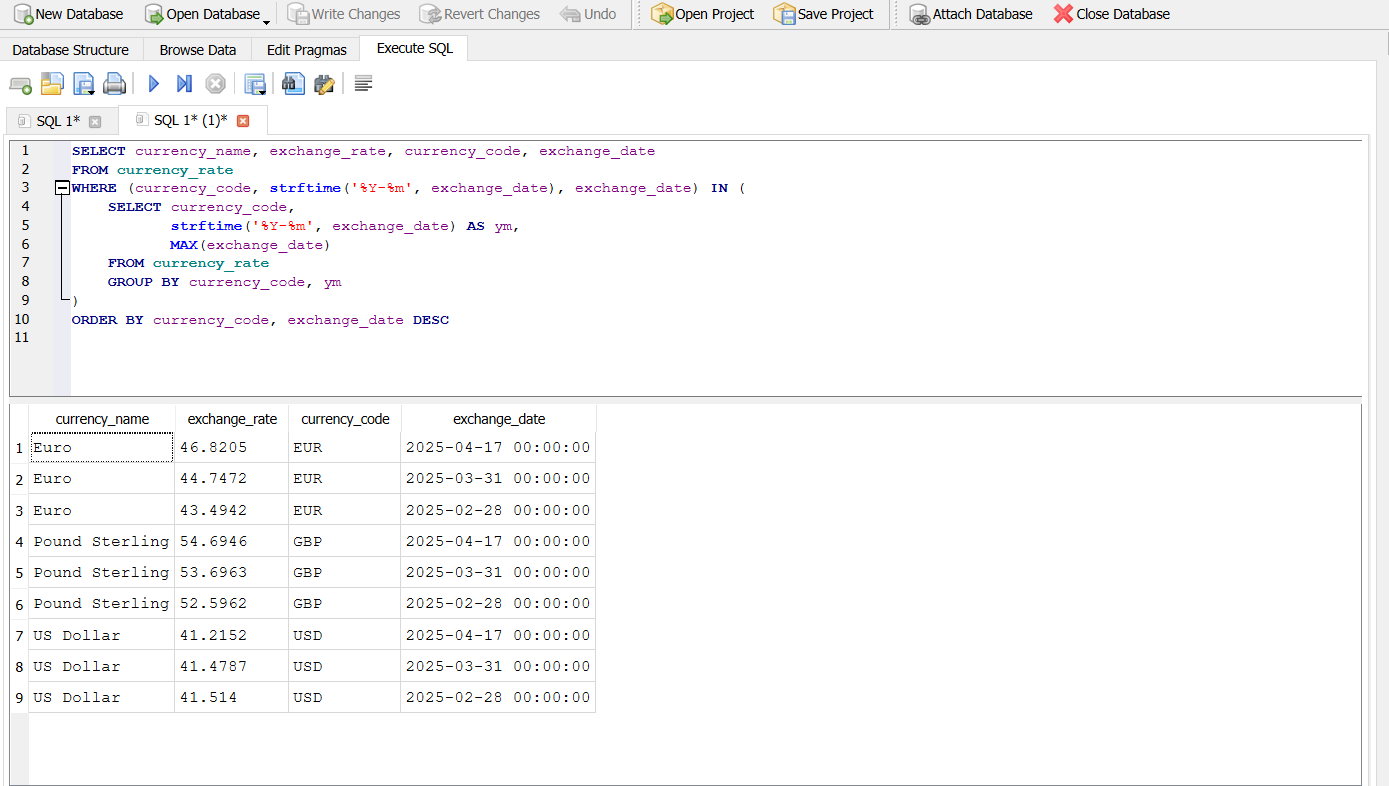 New Database Open Database Write Changes Revert Changes Undo Open Project Save Project Attach Database Close Database
Database Structure Browse Data Edit Pragmas Execute SQL
SQL 1* SQL 1* (1)*
1 SELECT currency_name, exchange_rate, currency_code, exchange_date
2 FROM currency_rate
3 WHERE (currency_code, strftime('%Y-%m', exchange_date), exchange_date) IN (
4 SELECT currency_code,
5 strftime('%Y-%m', exchange_date) AS ym,
6 MAX(exchange_date)
7 FROM currency_rate
8 GROUP BY currency_code, ym
9 )
10 ORDER BY currency_code, exchange_date DESC
11
currency_name exchange_rate currency_code exchange_date
1 Euro 46.8205 EUR 2025-04-17 00:00:00
2 Euro 44.7472 EUR 2025-03-31 00:00:00
3 Euro 43.4942 EUR 2025-02-28 00:00:00
4 Pound Sterling 54.6946 GBP 2025-04-17 00:00:00
5 Pound Sterling 53.6963 GBP 2025-03-31 00:00:00
6 Pound Sterling 52.5962 GBP 2025-02-28 00:00:00
7 US Dollar 41.2152 USD 2025-04-17 00:00:00
8 US Dollar 41.4787 USD 2025-03-31 00:00:00
9 US Dollar 41.514 USD 2025-02-28 00:00:00